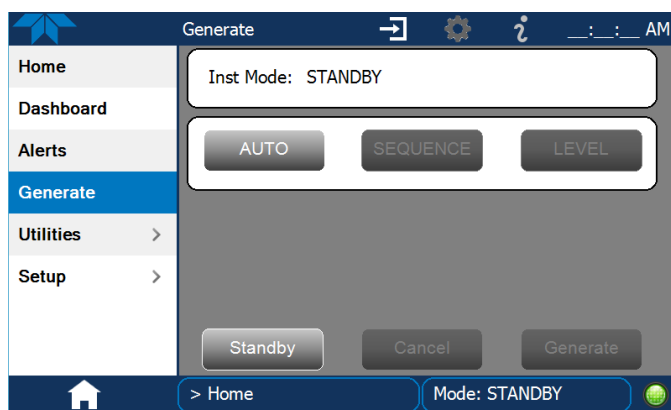 Generate __:__:__ AM
Home
Inst Mode: STANDBY
Dashboard
Alerts
AUTO SEQUENCE LEVEL
Generate
Utilities >
Setup >
Standby Cancel Generate
> Home Mode: STANDBY